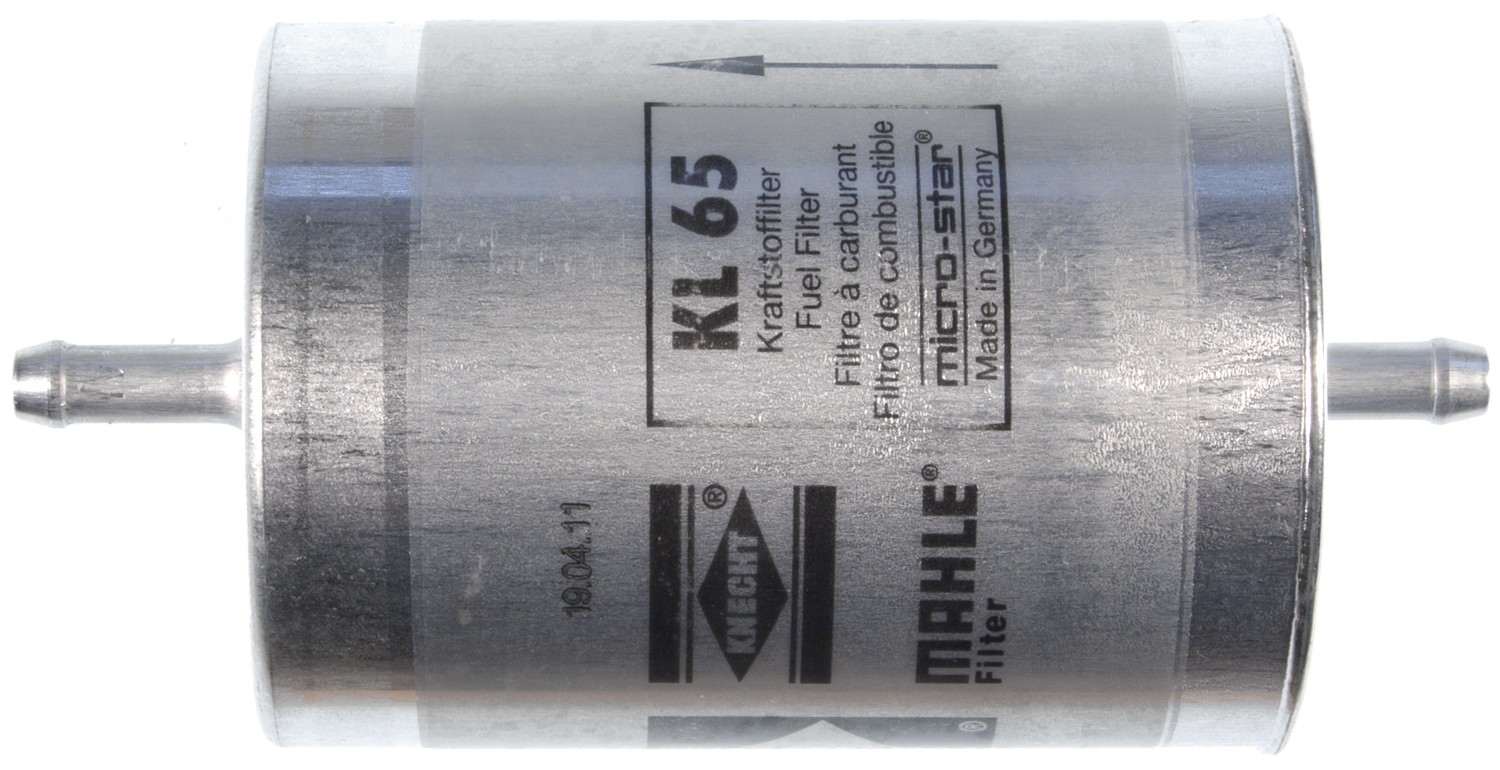 KL 65
Kraftstoffilter
Fuel Filter
Filtre à carburant
Filtro de combustible
micro-star®
Made in Germany
19.04.11
KNECHT
®
MAHLE®
Filter
®